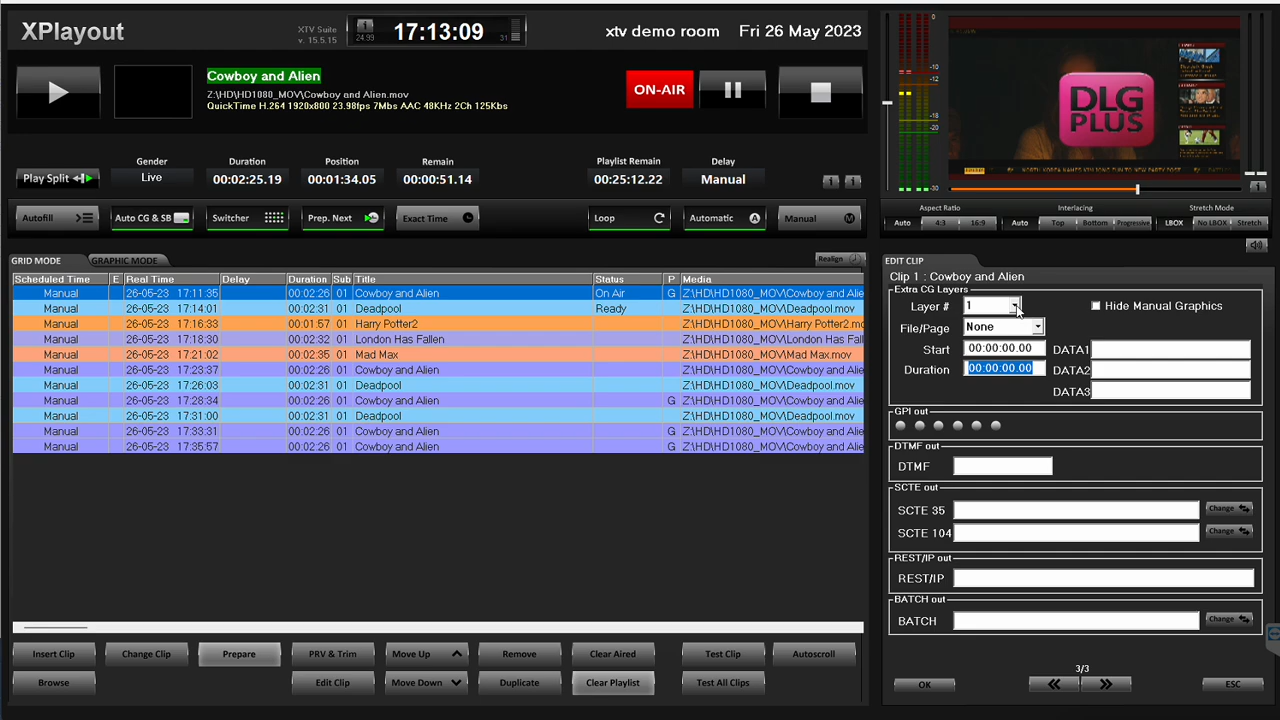 XPlayout
XTV Suite
v. 15.5.15
1
24.99
17:13:09
31
xtv demo room
Fri 26 May 2023
Cowboy and Alien
Z:\HD\HD1080_MOV\Cowboy and Alien.mov
QuickTime H.264 1920x800 23.98fps 7Mbs AAC 48KHz 2Ch 125Kbs
ON-AIR
Play Split
Gender
Live
Duration
00:02:25.19
Position
00:01:34.05
Remain
00:00:51.14
Playlist Remain
00:25:12.22
Delay
Manual
1 1
Autofill
Auto CG & SB
Switcher
Prep. Next
Exact Time
Loop
Automatic A
Manual M
0
-10
-12
-18
-20
-30
DLG
PLUS
NORTH KOREA
1
Aspect Ratio
Interlacing
Stretch Mode
Auto 4:3 16:9
Auto Top Bottom Progressive
LBOX No LBOX Stretch
GRID MODE
GRAPHIC MODE
Realign
Scheduled Time E Real Time Delay Duration Sub Title Status P Media
Manual 26-05-23 17:11:35 00:02:26 01 Cowboy and Alien On Air G Z:\HD\HD1080_MOV\Cowboy and Alie
Manual 26-05-23 17:14:01 00:02:31 01 Deadpool Ready Z:\HD\HD1080_MOV\Deadpool.mov
Manual 26-05-23 17:16:33 00:01:57 01 Harry Potter2 Z:\HD\HD1080_MOV\Harry Potter2.mo
Manual 26-05-23 17:18:30 00:02:26 01 London Has Fallen Z:\HD\HD1080_MOV\London Has Fall
Manual 26-05-23 17:21:02 00:02:35 01 Mad Max Z:\HD\HD1080_MOV\Mad Max.mov
Manual 26-05-23 17:23:37 00:02:26 01 Cowboy and Alien G Z:\HD\HD1080_MOV\Cowboy and Alie
Manual 26-05-23 17:26:03 00:02:31 01 Deadpool Z:\HD\HD1080_MOV\Deadpool.mov
Manual 26-05-23 17:28:34 00:02:26 01 Cowboy and Alien G Z:\HD\HD1080_MOV\Cowboy and Alie
Manual 26-05-23 17:31:00 00:02:31 01 Deadpool Z:\HD\HD1080_MOV\Deadpool.mov
Manual 26-05-23 17:33:31 00:02:26 01 Cowboy and Alien G Z:\HD\HD1080_MOV\Cowboy and Alie
Manual 26-05-23 17:35:57 00:02:26 01 Cowboy and Alien G Z:\HD\HD1080_MOV\Cowboy and Alie
Insert Clip
Change Clip
Prepare
PRV & Trim
Move Up
Remove
Clear Aired
Test Clip
Autoscroll
Browse
Edit Clip
Move Down
Duplicate
Clear Playlist
Test All Clips
EDIT CLIP
Clip 1 : Cowboy and Alien
Extra CG Layers
Layer # 1
Hide Manual Graphics
File/Page None
Start 00:00:00.00 DATA1
Duration 00:00:00.00 DATA2
DATA3
GPI out
DTMF out
DTMF
SCTE out
SCTE 35 Change
SCTE 104 Change
REST/IP out
REST/IP
BATCH out
BATCH Change
3/3
OK
ESC